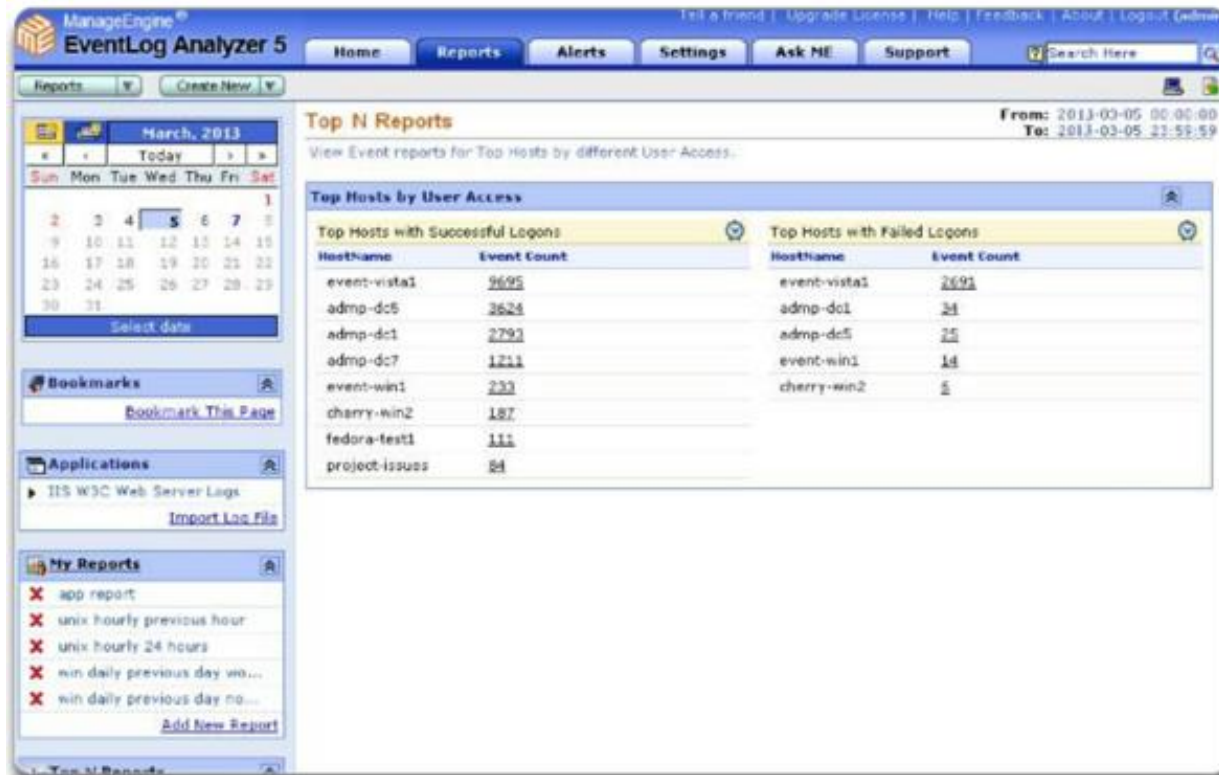 ManageEngine®
EventLog Analyzer 5
Tell a friend | Upgrade License | Help | Feedback | About | Logout (admin
Home Reports Alerts Settings Ask ME Support Search Here
Reports Create New
March, 2013
« ‹ Today › »
Sun Mon Tue Wed Thu Fri Sat
1
2 3 4 5 6 7 8
9 10 11 12 13 14 15
16 17 18 19 20 21 22
23 24 25 26 27 28 29
30 31
Select date
Bookmarks
Bookmark This Page
Applications
IIS W3C Web Server Logs
Import Log File
My Reports
app report
unix hourly previous hour
unix hourly 24 hours
win daily previous day wo...
win daily previous day no...
Add New Report
Top N Reports
Top N Reports
From: 2013-03-05 00:00:00
To: 2013-03-05 23:59:59
View Event reports for Top Hosts by different User Access.
Top Hosts by User Access
Top Hosts with Successful Logons
HostName Event Count
event-vista1 9695
admp-dc5 3624
admp-dc1 2793
admp-dc7 1211
event-win1 233
cherry-win2 187
fedora-test1 111
project-issues 84
Top Hosts with Failed Logons
HostName Event Count
event-vista1 2691
admp-dc1 34
admp-dc5 25
event-win1 14
cherry-win2